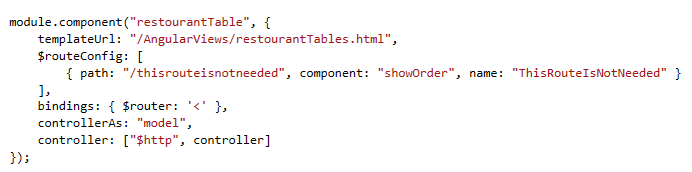 module.component("restourantTable", {
    templateUrl: "/AngularViews/restourantTables.html",
    $routeConfig: [
        { path: "/thisrouteisnotneeded", component: "showOrder", name: "ThisRouteIsNotNeeded" }
    ],
    bindings: { $router: '<' },
    controllerAs: "model",
    controller: ["$http", controller]
});